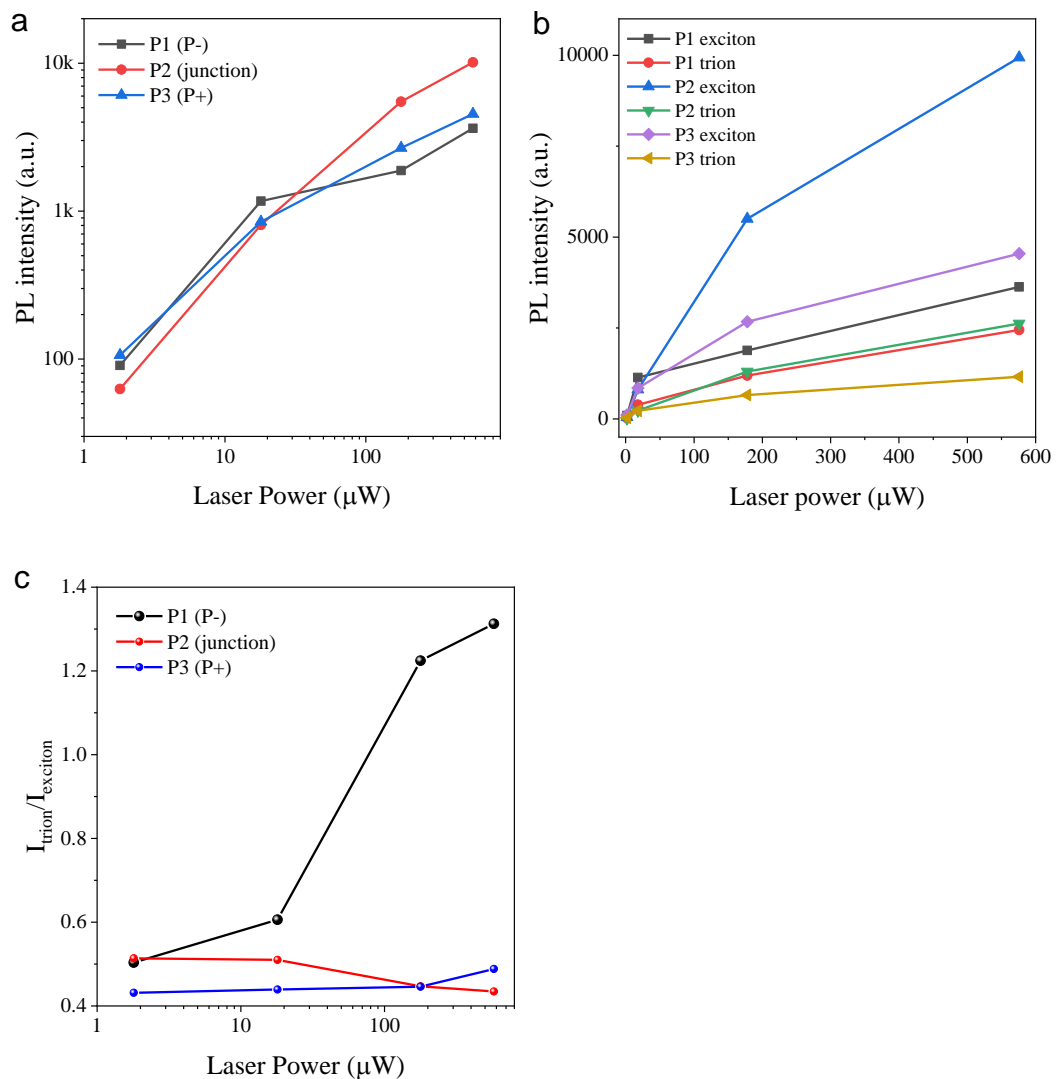 a
P1 (P-)
P2 (junction)
P3 (P+)
10k
1k
100
PL intensity (a.u.)
1
10
100
Laser Power (μW)
b
P1 exciton
P1 trion
P2 exciton
P2 trion
P3 exciton
P3 trion
10000
5000
0
PL intensity (a.u.)
0
100
200
300
400
500
600
Laser power (μW)
c
P1 (P-)
P2 (junction)
P3 (P+)
1.4
1.2
1.0
0.8
0.6
0.4
I_trion/I_exciton
1
10
100
Laser Power (μW)